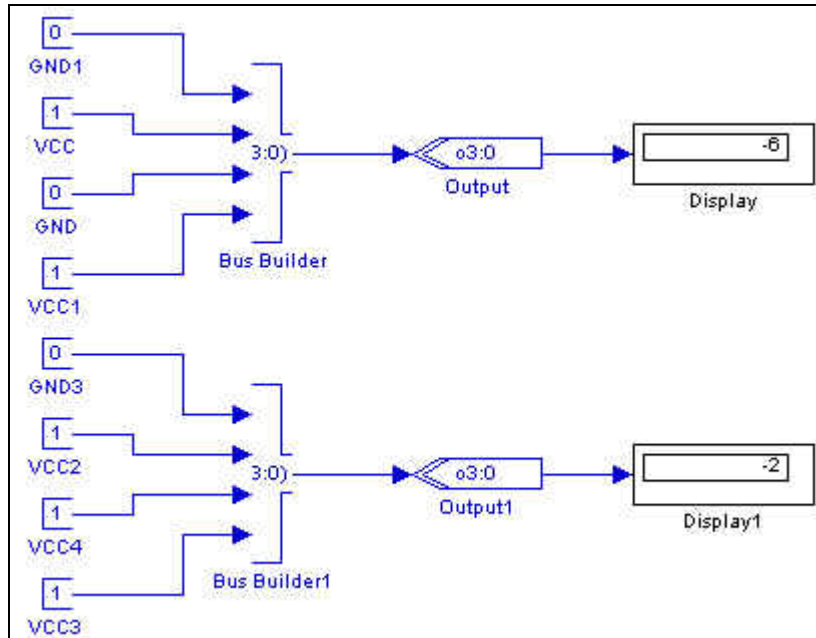 0
GND1
1
VCC
0
GND
1
VCC1
3:0)
Bus Builder
o3:0
Output
-6
Display
0
GND3
1
VCC2
1
VCC4
1
VCC3
3:0)
Bus Builder1
o3:0
Output1
-2
Display1